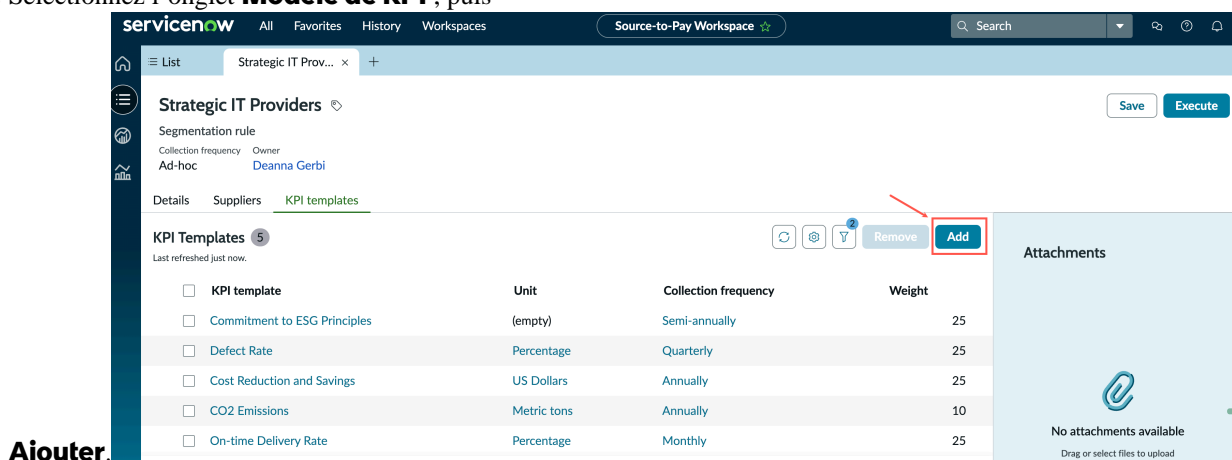 Sélectionnez l'onglet Modèle de KPI, puis
servicenow All Favorites History Workspaces Source-to-Pay Workspace Search
List Strategic IT Prov... × +
Strategic IT Providers Save Execute
Segmentation rule
Collection frequency Owner
Ad-hoc Deanna Gerbi
Details Suppliers KPI templates
KPI Templates 5 2 Remove Add
Last refreshed just now.
Attachments
KPI template Unit Collection frequency Weight
Commitment to ESG Principles (empty) Semi-annually 25
Defect Rate Percentage Quarterly 25
Cost Reduction and Savings US Dollars Annually 25
CO2 Emissions Metric tons Annually 10
On-time Delivery Rate Percentage Monthly 25
No attachments available
Drag or select files to upload
Ajouter.